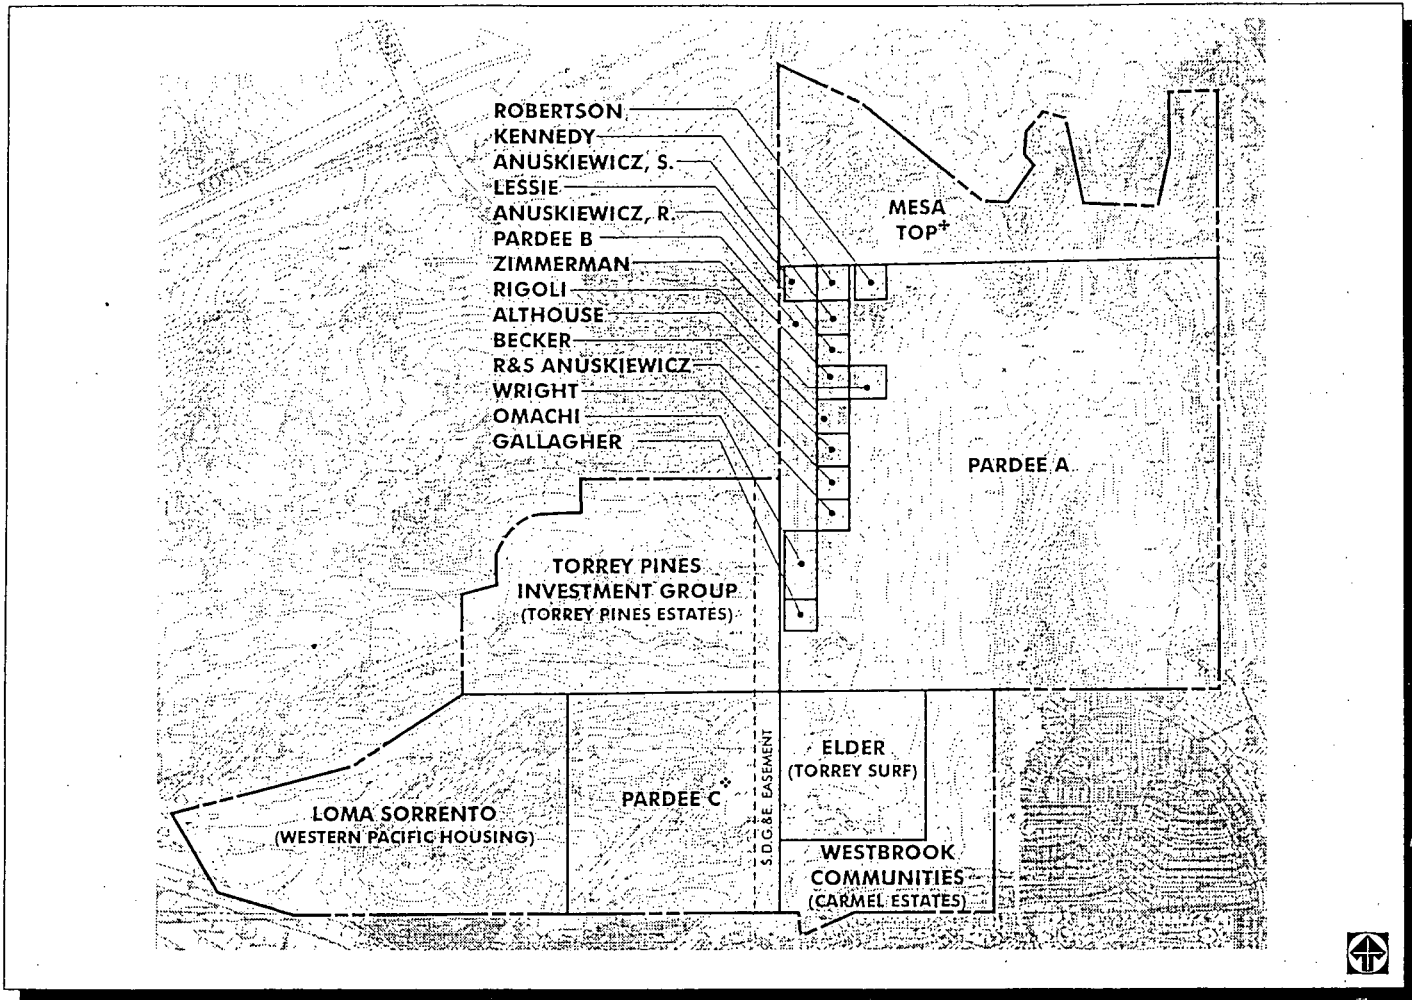 ROBERTSON
KENNEDY
ANUSKIEWICZ, S.
LESSIE
ANUSKIEWICZ, R.
PARDEE B
ZIMMERMAN
RIGOLI
ALTHOUSE
BECKER
R&S ANUSKIEWICZ
WRIGHT
OMACHI
GALLAGHER
MESA
TOP+
PARDEE A
TORREY PINES
INVESTMENT GROUP
(TORREY PINES ESTATES)
LOMA SORRENTO
(WESTERN PACIFIC HOUSING)
PARDEE C
S.D.G.&E. EASEMENT
ELDER
(TORREY SURF)
WESTBROOK
COMMUNITIES
(CARMEL ESTATES)